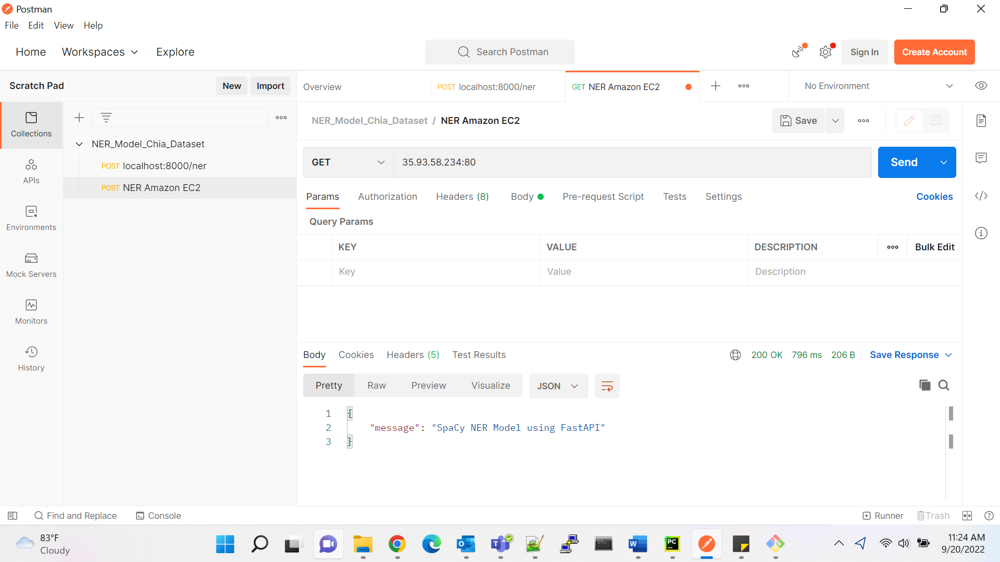 Postman
File Edit View Help
Home Workspaces Explore
Search Postman
Sign In
Create Account
Scratch Pad
New
Import
Overview
POST localhost:8000/ner
GET NER Amazon EC2
No Environment
Collections
APIs
Environments
Mock Servers
Monitors
History
NER_Model_Chia_Dataset
POST localhost:8000/ner
POST NER Amazon EC2
NER_Model_Chia_Dataset / NER Amazon EC2
Save
GET
35.93.58.234:80
Send
Params Authorization Headers (8) Body Pre-request Script Tests Settings
Cookies
Query Params
KEY VALUE DESCRIPTION
Bulk Edit
Key Value Description
Body Cookies Headers (5) Test Results
200 OK 796 ms 206 B
Save Response
Pretty Raw Preview Visualize
JSON
1 {
2 "message": "SpaCy NER Model using FastAPI"
3 }
Find and Replace
Console
Runner
Trash
83°F
Cloudy
O
T
C:\_
W
PC
11:24 AM
9/20/2022